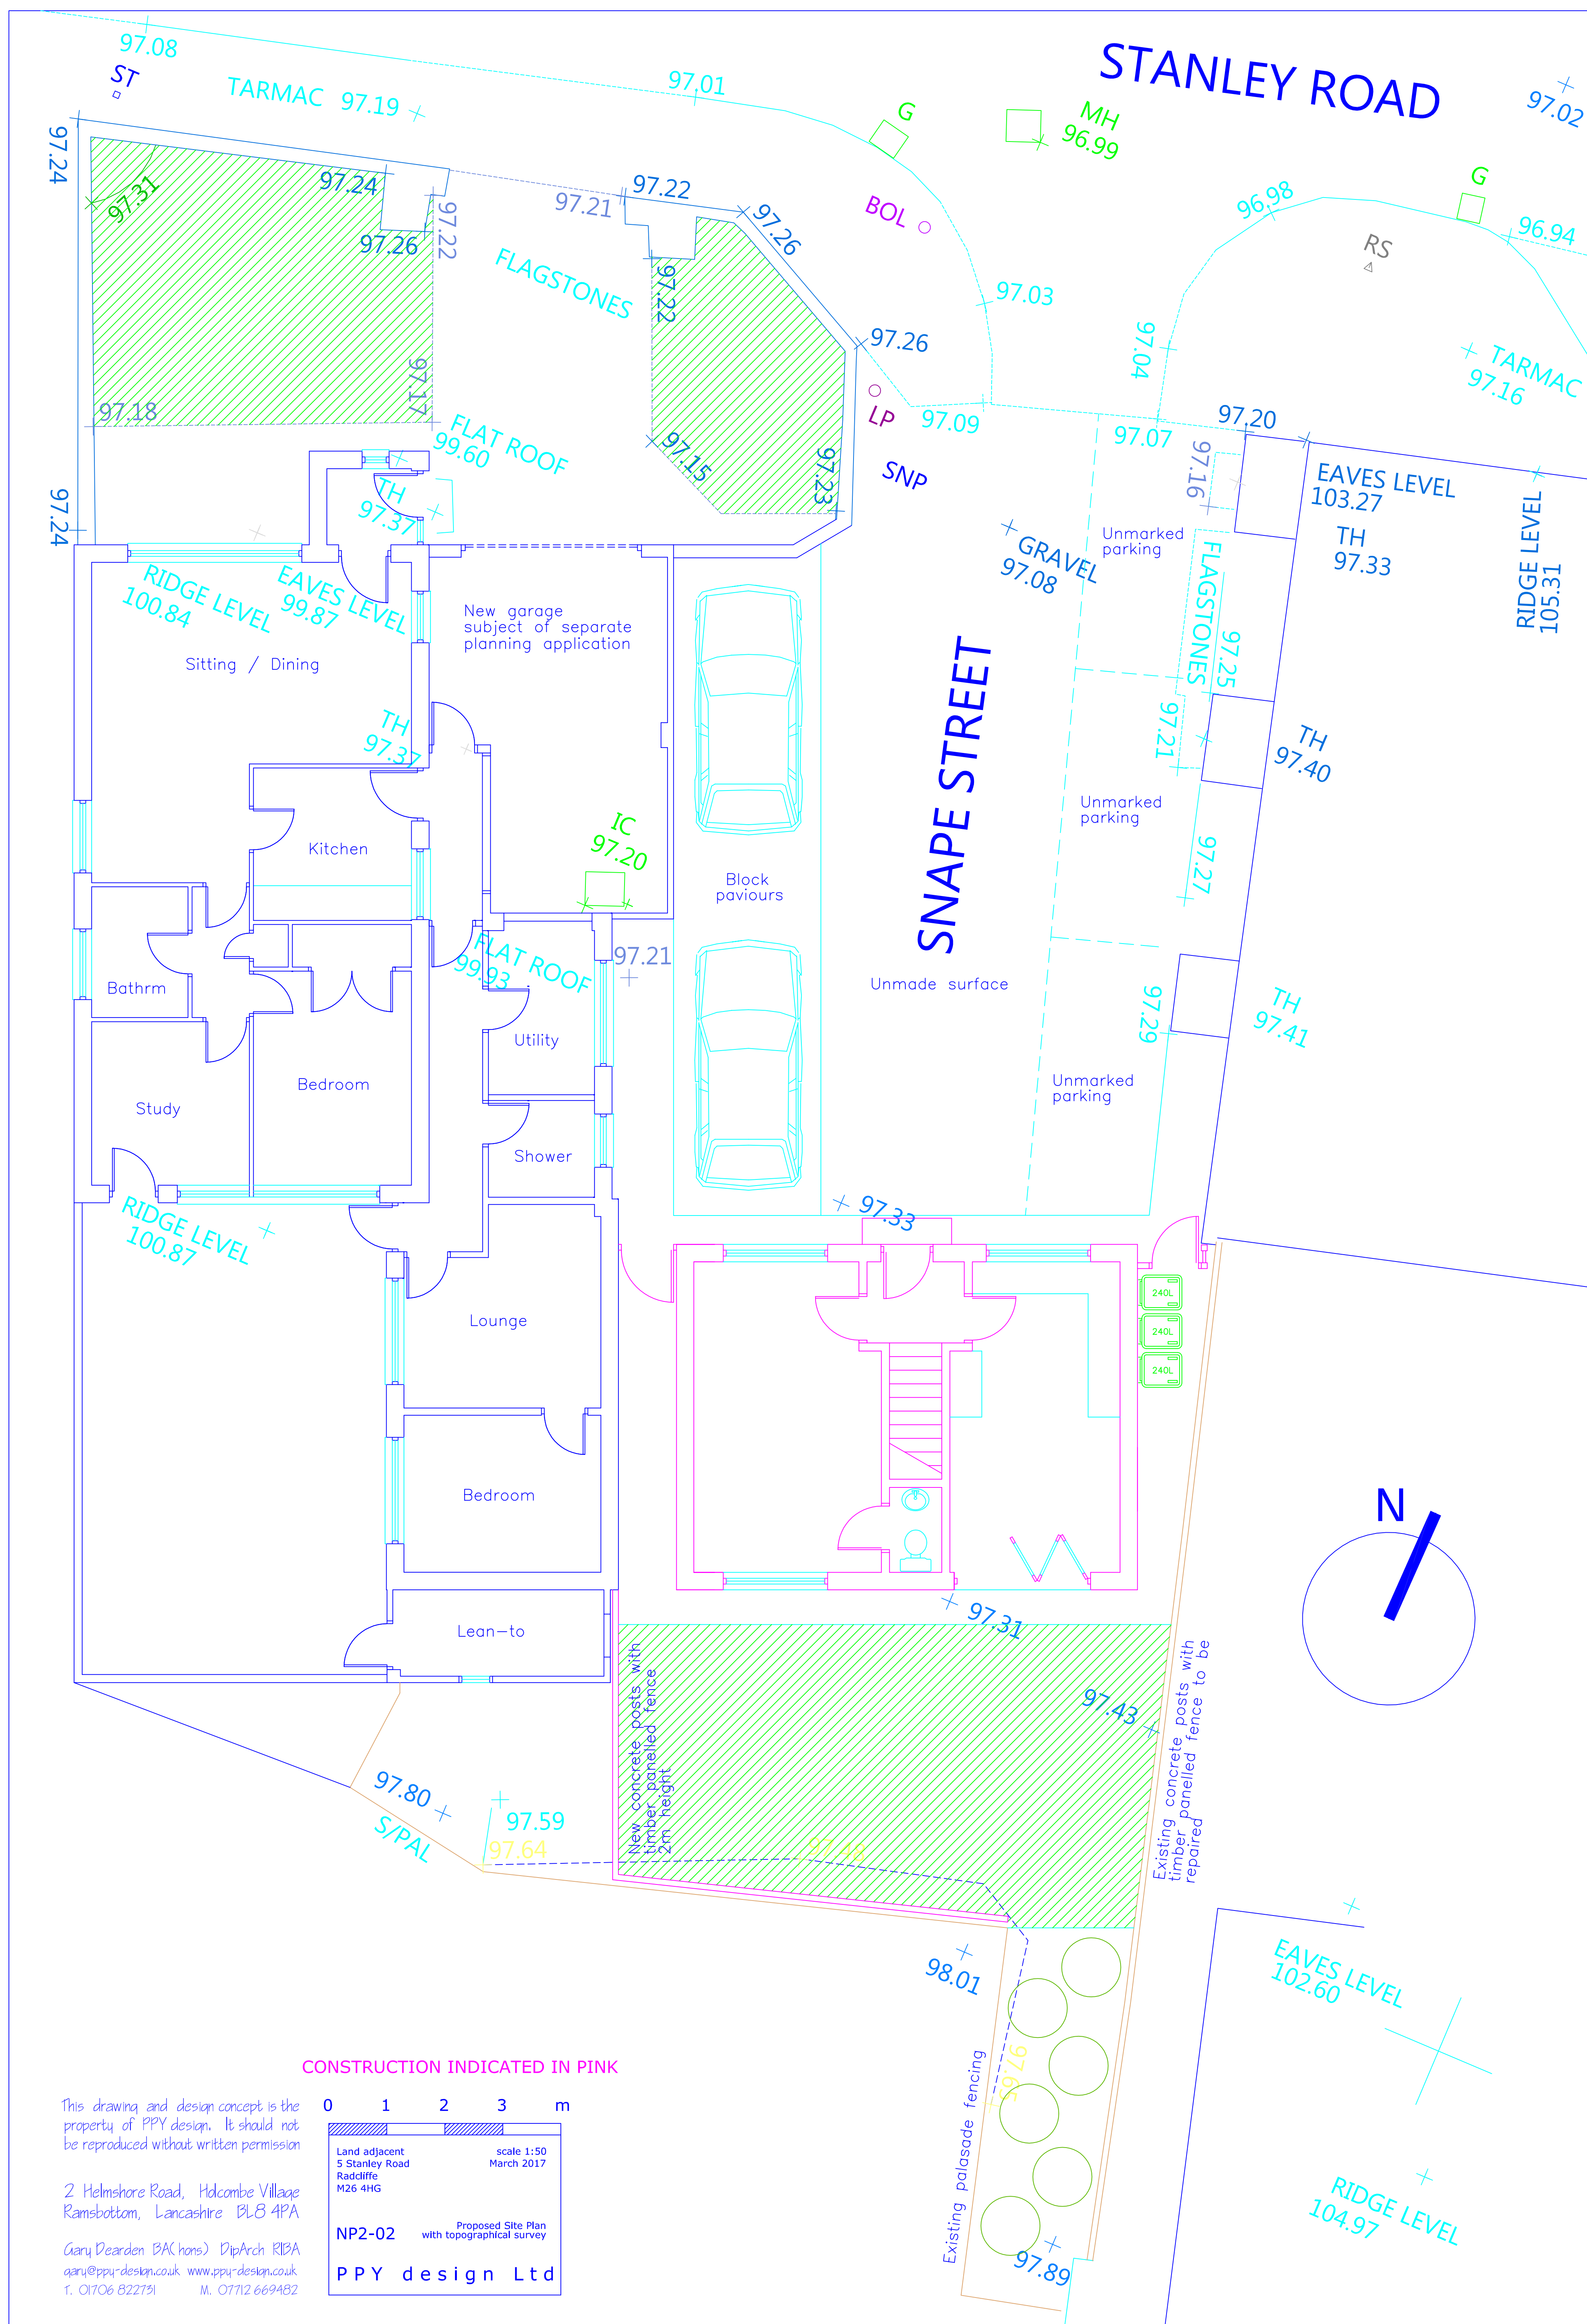 STANLEY ROAD
97.08
ST
TARMAC 97.19
97.01
G
MH
96.99
97.02
97.24
97.31
97.24
97.26
97.22
97.21
97.22
97.26
BOL
G
96.98
96.94
RS
FLAGSTONES
97.22
97.03
97.26
97.04
TARMAC
97.16
97.18
97.17
FLAT ROOF
99.60
97.15
97.23
LP
97.09
97.07
97.20
SNP
97.16
EAVES LEVEL
103.27
TH
97.33
RIDGE LEVEL
105.31
97.24
TH
97.37
Unmarked
parking
GRAVEL
97.08
FLAGSTONES
97.25
RIDGE LEVEL
100.84
EAVES LEVEL
99.87
New garage
subject of separate
planning application
Sitting / Dining
TH
97.37
SNAPE STREET
97.21
TH
97.40
Unmarked
parking
IC
97.20
Kitchen
Block
paviours
97.27
FLAT ROOF
99.93
97.21
Bathrm
Unmade surface
97.29
TH
97.41
Utility
Bedroom
Study
Unmarked
parking
Shower
RIDGE LEVEL
100.87
97.33
240L
240L
240L
Lounge
Bedroom
N
Lean-to
97.31
New concrete posts with
timber panelled fence
2m height
97.43
Existing concrete posts with
timber panelled fence to be
repaired
97.80
S/PAL
97.59
97.64
98.01
EAVES LEVEL
102.60
97.65
Existing palasade fencing
97.89
RIDGE LEVEL
104.97
CONSTRUCTION INDICATED IN PINK
This drawing and design concept is the
property of PPY design. It should not
be reproduced without written permission
2 Helmshore Road, Holcombe Village
Ramsbottom, Lancashire BL8 4PA
Gary Dearden BA(hons) DipArch RIBA
gary@ppy-design.co.uk www.ppy-design.co.uk
T. 01706 822731 M. 07712 669482
0 1 2 3 m
Land adjacent scale 1:50
5 Stanley Road March 2017
Radcliffe
M26 4HG
NP2-02 Proposed Site Plan
with topographical survey
PPY design Ltd